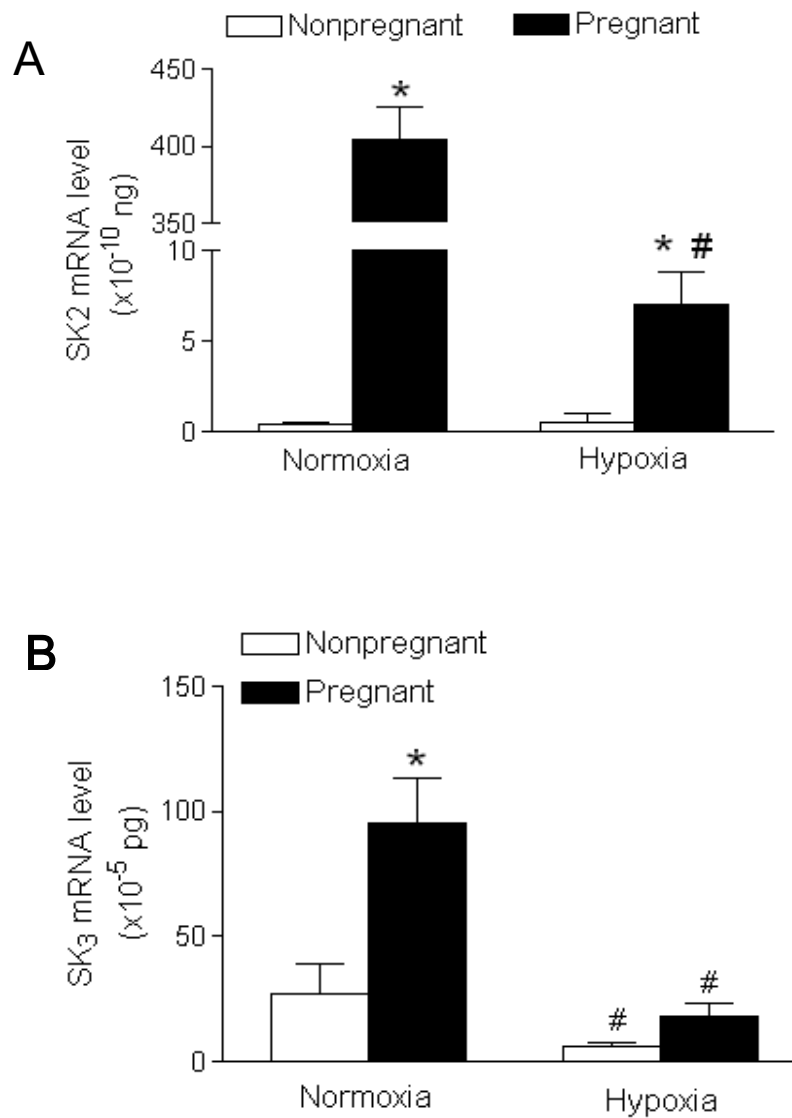 Nonpregnant Pregnant
A
450
*
400
350
10
* #
5
0
SK2 mRNA level
(x10⁻¹⁰ ng)
Normoxia Hypoxia
B
Nonpregnant
Pregnant
150
*
100
50
# #
0
SK₃ mRNA level
(x10⁻⁵ pg)
Normoxia Hypoxia